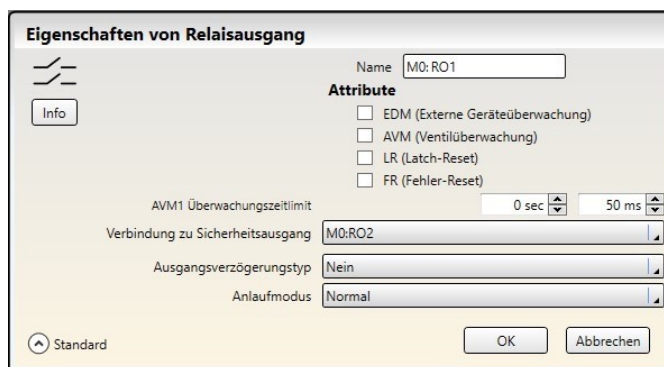 Eigenschaften von Relaisausgang
Name M0: RO1
Attribute
Info
EDM (Externe Geräteüberwachung)
AVM (Ventilüberwachung)
LR (Latch-Reset)
FR (Fehler-Reset)
AVM1 Überwachungszeitlimit 0 sec 50 ms
Verbindung zu Sicherheitsausgang M0:RO2
Ausgangsverzögerungstyp Nein
Anlaufmodus Normal
Standard OK Abbrechen